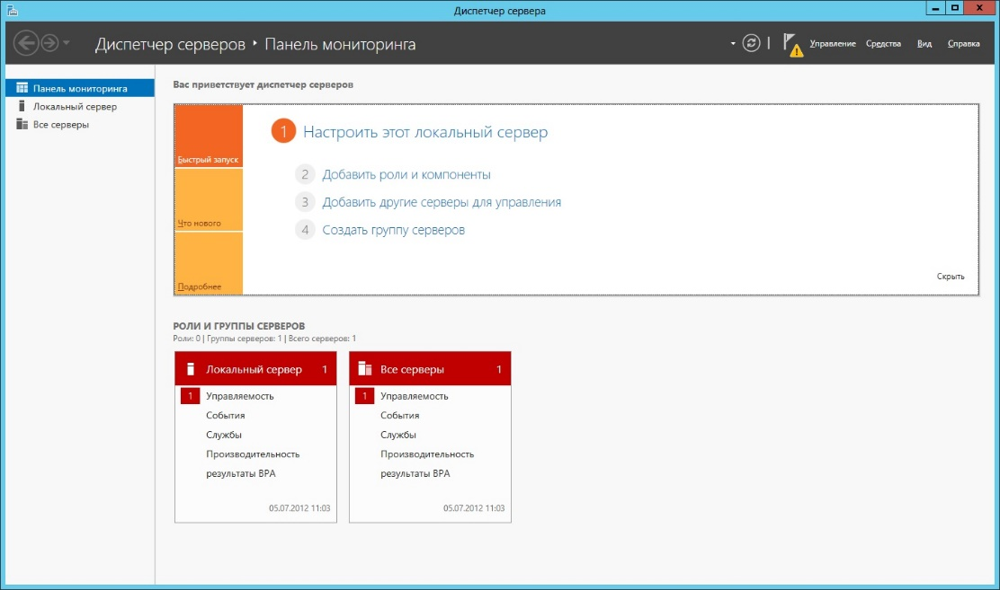 Диспетчер сервера
Диспетчер серверов ‣ Панель мониторинга
Управление Средства Вид Справка
Панель мониторинга
Локальный сервер
Все серверы
Вас приветствует диспетчер серверов
Быстрый запуск
Что нового
Подробнее
1 Настроить этот локальный сервер
2 Добавить роли и компоненты
3 Добавить другие серверы для управления
4 Создать группу серверов
Скрыть
РОЛИ И ГРУППЫ СЕРВЕРОВ
Роли: 0 | Группы серверов: 1 | Всего серверов: 1
Локальный сервер 1
1 Управляемость
События
Службы
Производительность
результаты BPA
05.07.2012 11:03
Все серверы 1
1 Управляемость
События
Службы
Производительность
результаты BPA
05.07.2012 11:03